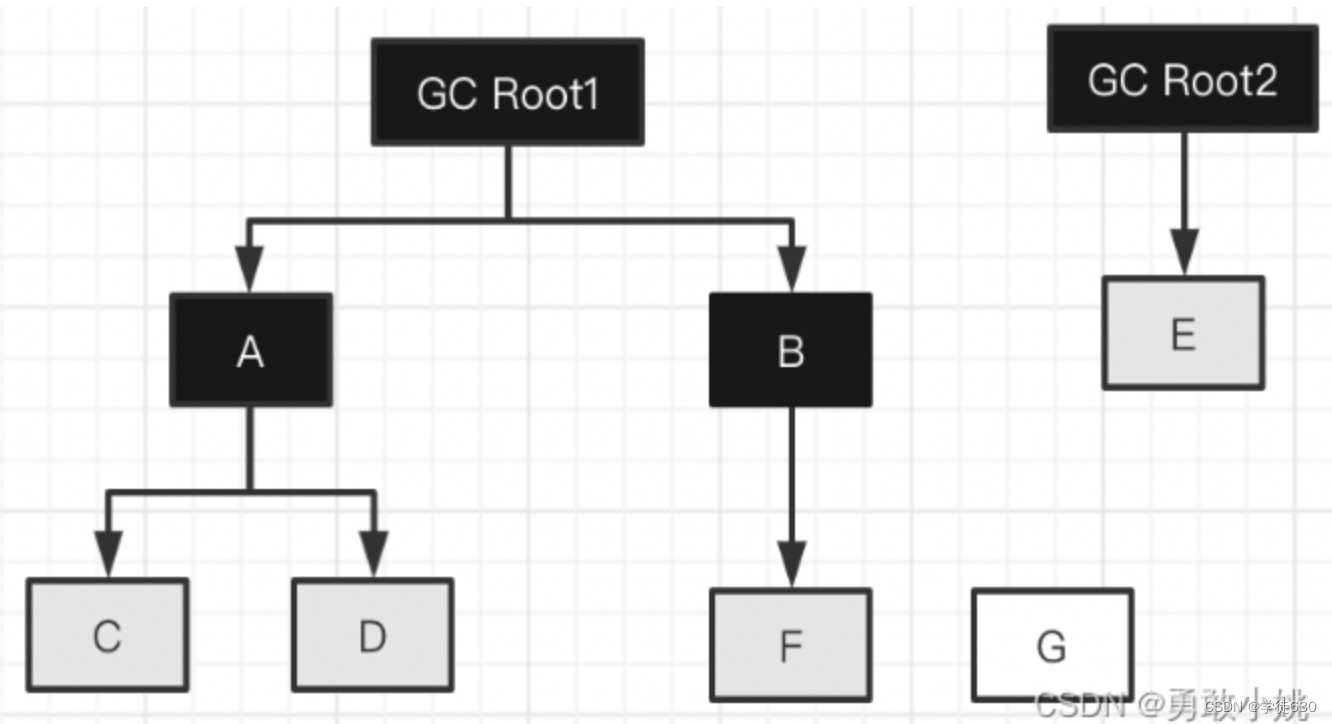 GC Root1
GC Root2
A
B
E
C
D
F
G
CSDN @勇敢小姚
CSDN @学徒630